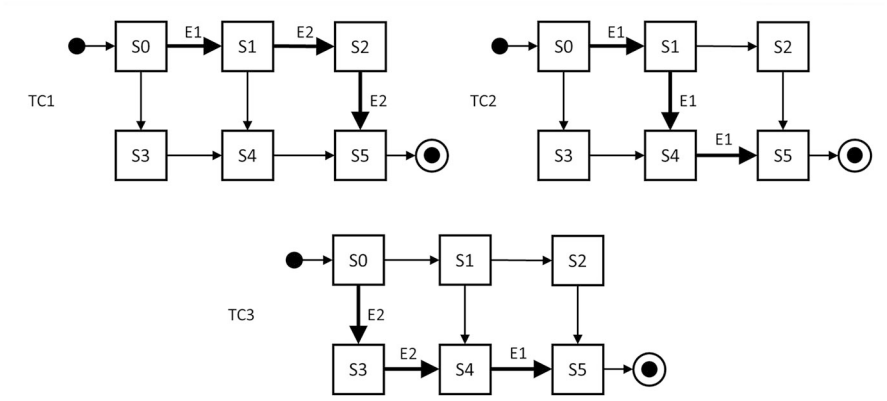 E1 E2 E1
S0 S1 S2 S0 S1 S2
TC1 E2 TC2 E1
E1
S3 S4 S5 S3 S4 S5
S0 S1 S2
TC3 E2
E2 E1
S3 S4 S5